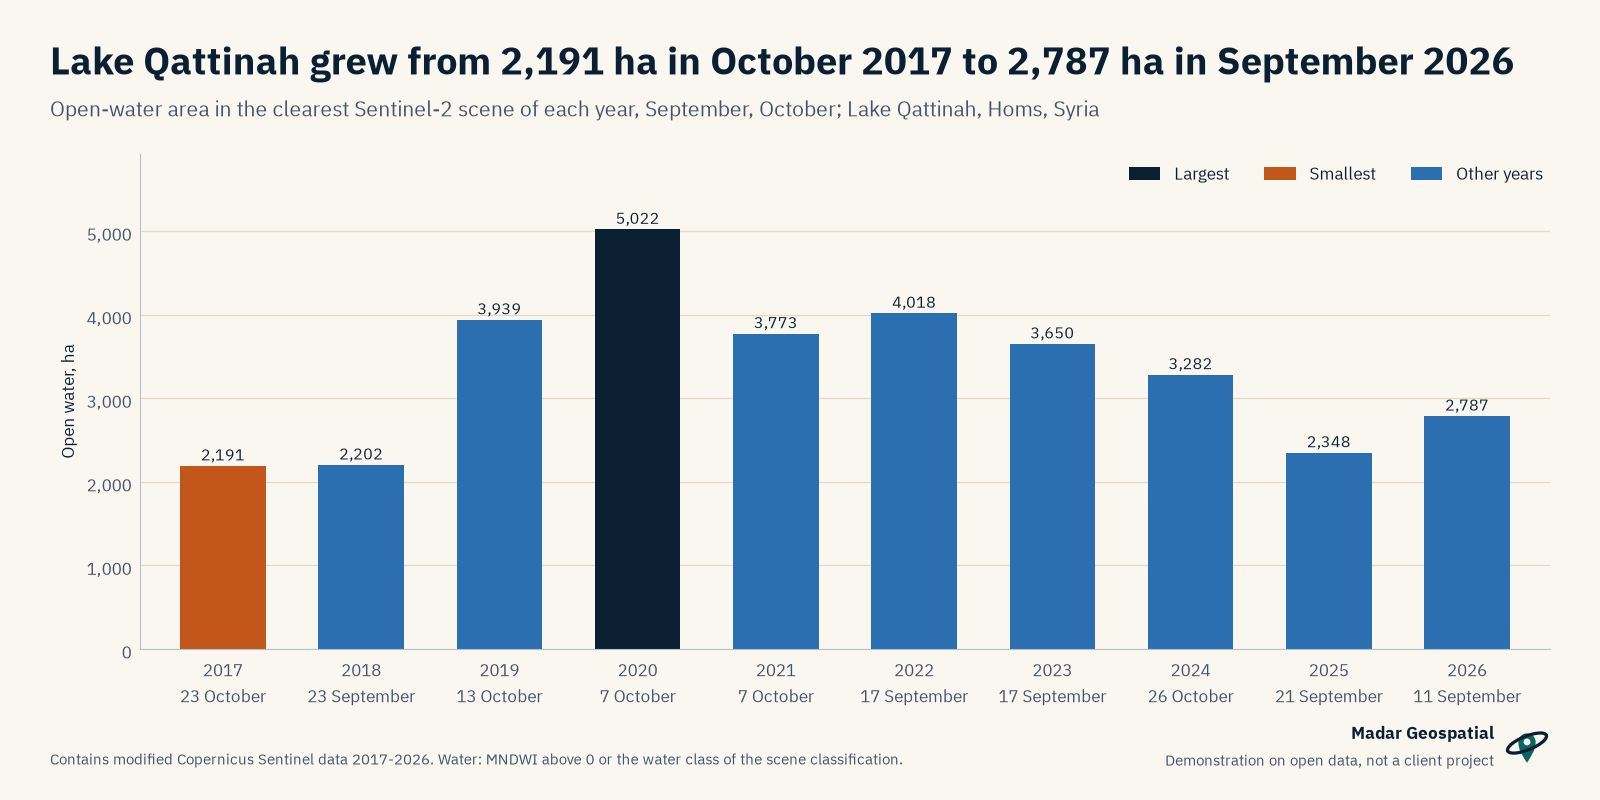 Lake Qattinah grew from 2,191 ha in October 2017 to 2,787 ha in September 2026
Open-water area in the clearest Sentinel-2 scene of each year, September, October; Lake Qattinah, Homs, Syria
Largest
Smallest
Other years
Open water, ha
5,000
4,000
3,000
2,000
1,000
0
2,191
2,202
3,939
5,022
3,773
4,018
3,650
3,282
2,348
2,787
2017
23 October
2018
23 September
2019
13 October
2020
7 October
2021
7 October
2022
17 September
2023
17 September
2024
26 October
2025
21 September
2026
11 September
Contains modified Copernicus Sentinel data 2017-2026. Water: MNDWI above 0 or the water class of the scene classification.
Madar Geospatial
Demonstration on open data, not a client project